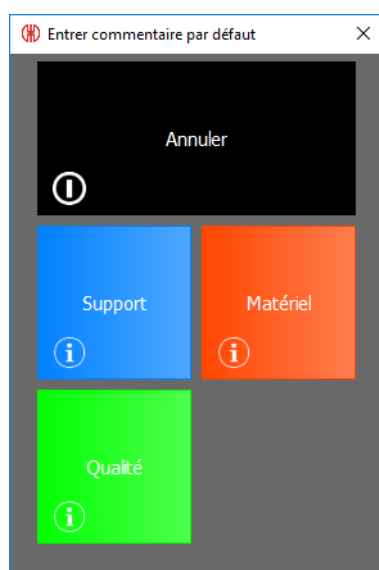 Entrer commentaire par défaut
Annuler
Support
Matériel
Qualité